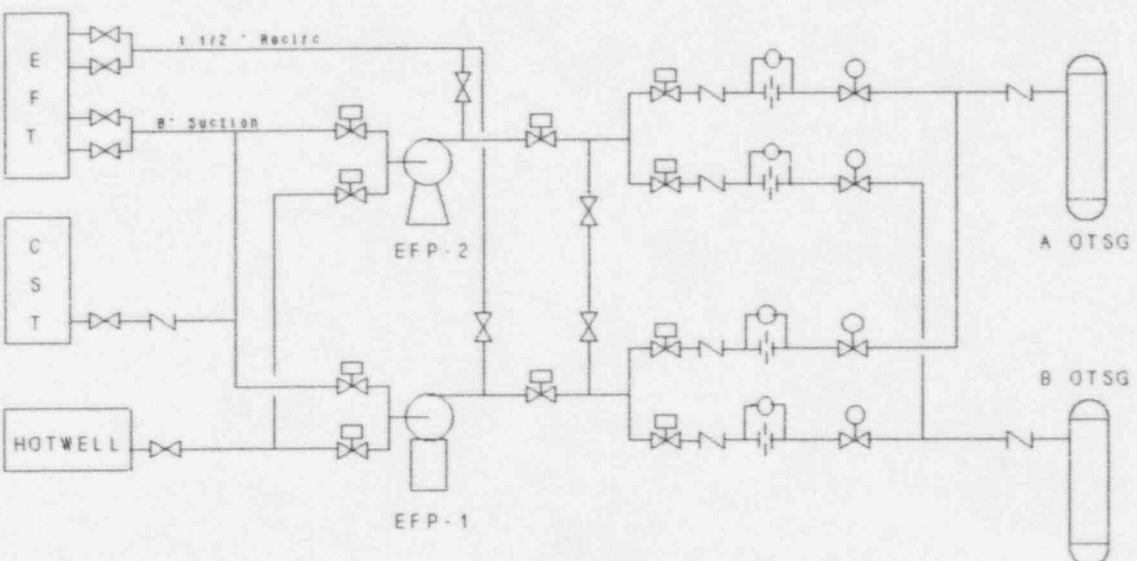 1 1/2 " Recirc
E
F
T
8" Suction
EFP-2
A OTSG
C
S
T
B OTSG
HOTWELL
EFP-1